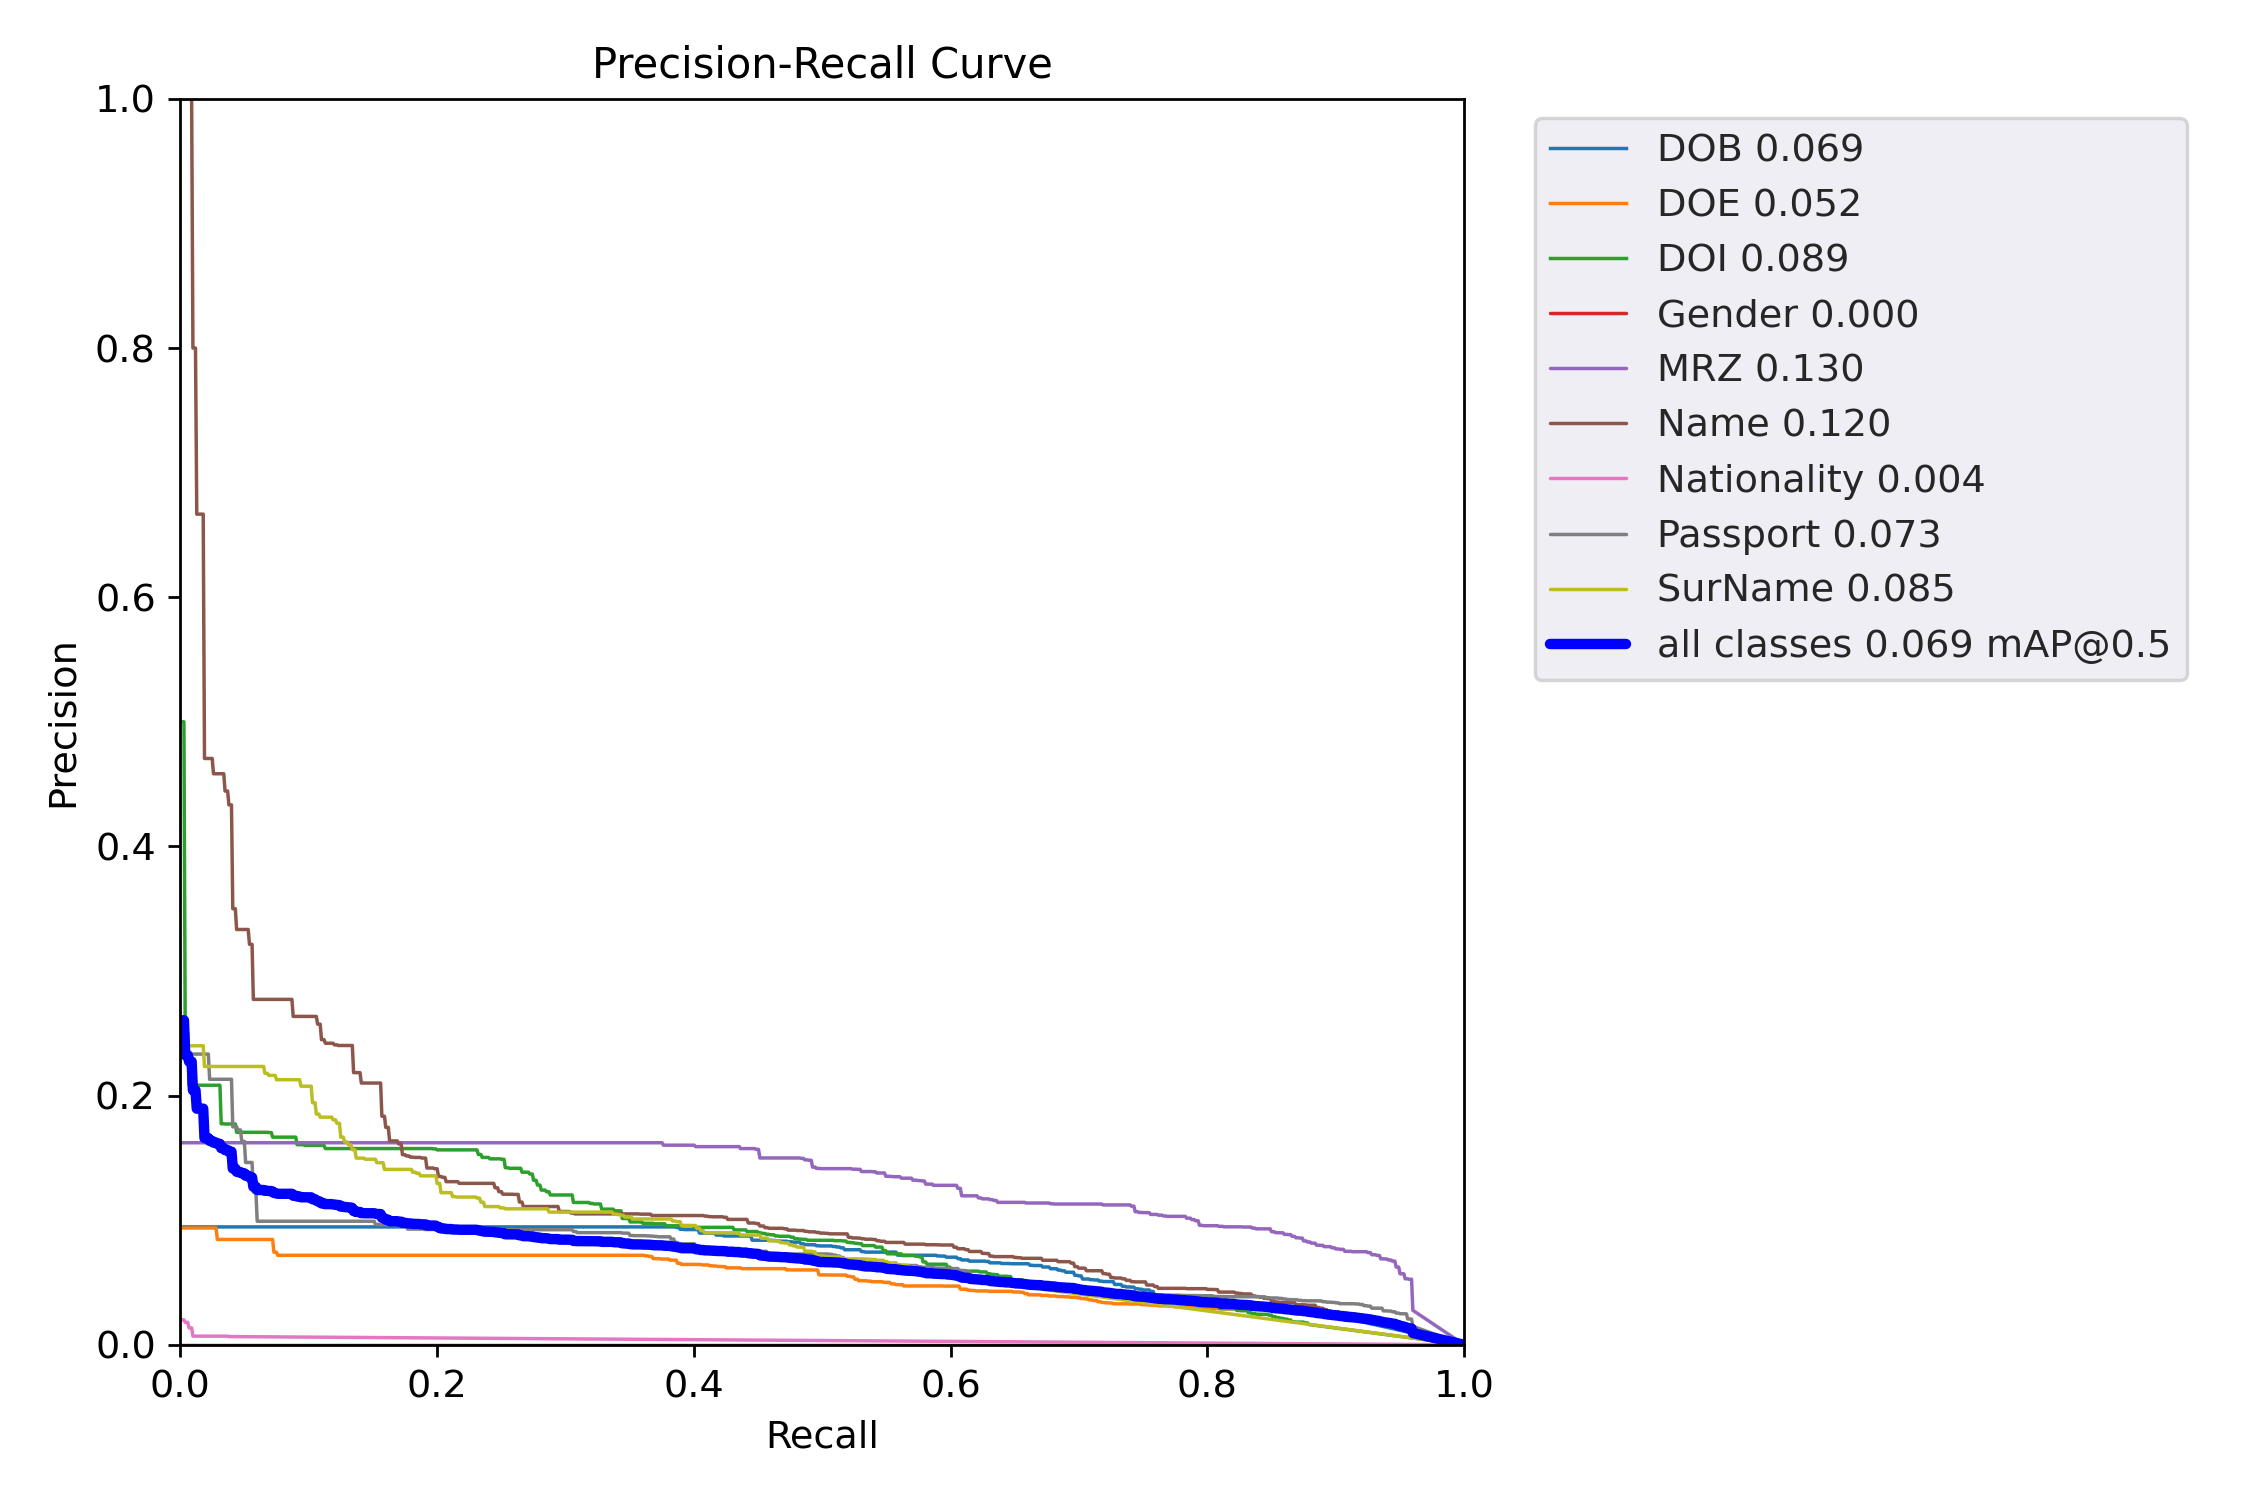 Precision-Recall Curve
1.0
0.8
0.6
0.4
0.2
0.0
Precision
0.0 0.2 0.4 0.6 0.8 1.0
Recall
DOB 0.069
DOE 0.052
DOI 0.089
Gender 0.000
MRZ 0.130
Name 0.120
Nationality 0.004
Passport 0.073
SurName 0.085
all classes 0.069 mAP@0.5